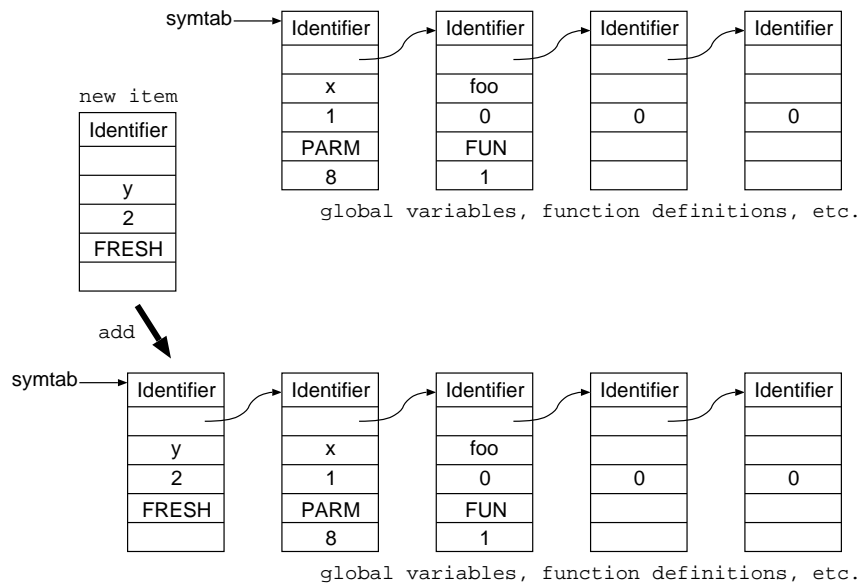 symtab Identifier Identifier Identifier Identifier
x foo
1 0 0 0
PARM FUN
8 1
global variables, function definitions, etc.
new item
Identifier
y
2
FRESH
add
symtab Identifier Identifier Identifier Identifier Identifier
y x foo
2 1 0 0 0
FRESH PARM FUN
8 1
global variables, function definitions, etc.